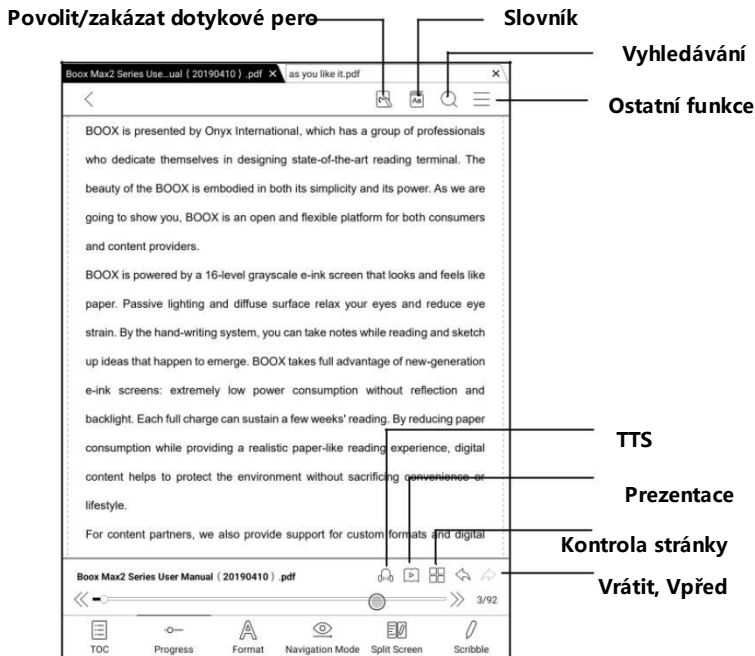 Povolit/zakázat dotykové pero
Slovník
Vyhledávání
Boox Max2 Series Use...ual ( 20190410 ) .pdf ×
as you like it.pdf ×
Aa
Ostatní funkce
BOOX is presented by Onyx International, which has a group of professionals
who dedicate themselves in designing state-of-the-art reading terminal. The
beauty of the BOOX is embodied in both its simplicity and its power. As we are
going to show you, BOOX is an open and flexible platform for both consumers
and content providers.
BOOX is powered by a 16-level grayscale e-ink screen that looks and feels like
paper. Passive lighting and diffuse surface relax your eyes and reduce eye
strain. By the hand-writing system, you can take notes while reading and sketch
up ideas that happen to emerge. BOOX takes full advantage of new-generation
e-ink screens: extremely low power consumption without reflection and
backlight. Each full charge can sustain a few weeks' reading. By reducing paper
consumption while providing a realistic paper-like reading experience, digital
content helps to protect the environment without sacrificing convenience or
lifestyle.
For content partners, we also provide support for custom formats and digital
TTS
Prezentace
Kontrola stránky
Vrátit, Vpřed
Boox Max2 Series User Manual ( 20190410 ) .pdf
3/92
TOC
Progress
Format
Navigation Mode
Split Screen
Scribble